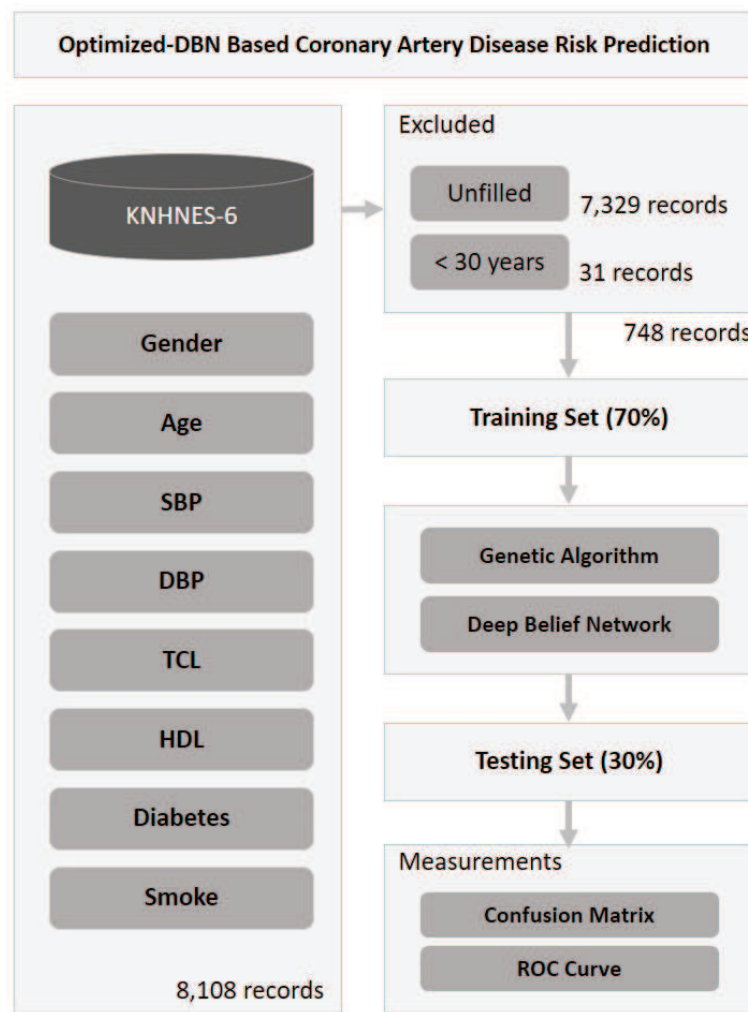 Optimized-DBN Based Coronary Artery Disease Risk Prediction
KNHNES-6
Gender
Age
SBP
DBP
TCL
HDL
Diabetes
Smoke
8,108 records
Excluded
Unfilled
7,329 records
< 30 years
31 records
748 records
Training Set (70%)
Genetic Algorithm
Deep Belief Network
Testing Set (30%)
Measurements
Confusion Matrix
ROC Curve